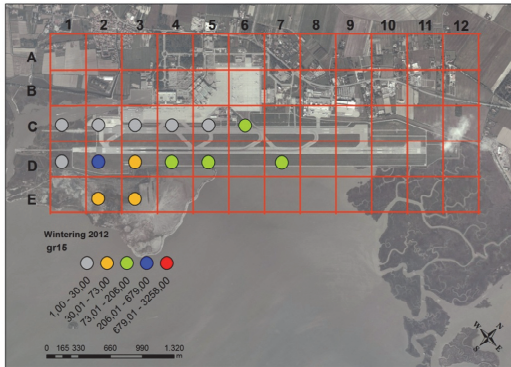 1 2 3 4 5 6 7 8 9 10 11 12
A
B
C
D
E
Wintering 2012
gr15
1,00 - 30,00
30,01 - 73,00
73,01 - 206,00
206,01 - 679,00
679,01 - 3258,00
0 165 330 660 990 1.320
m
N
W E
S